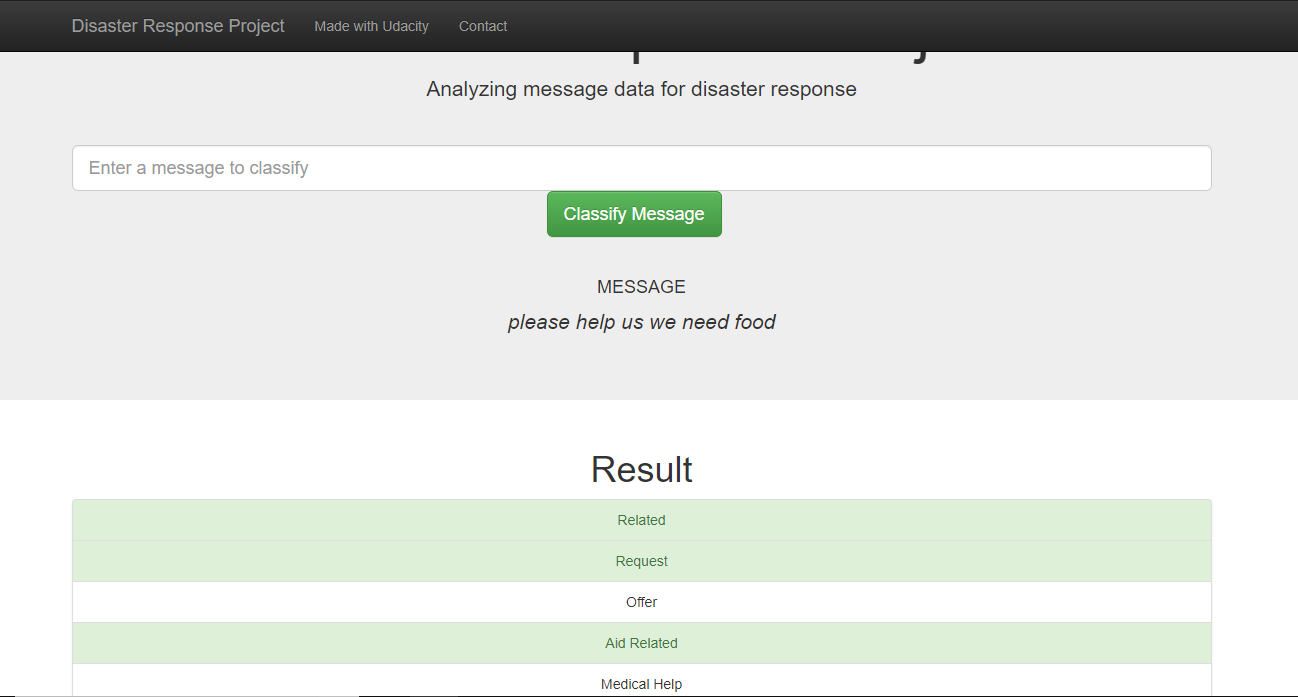 Disaster Response Project Made with Udacity Contact
Analyzing message data for disaster response
Enter a message to classify
Classify Message
MESSAGE
please help us we need food
Result
Related
Request
Offer
Aid Related
Medical Help